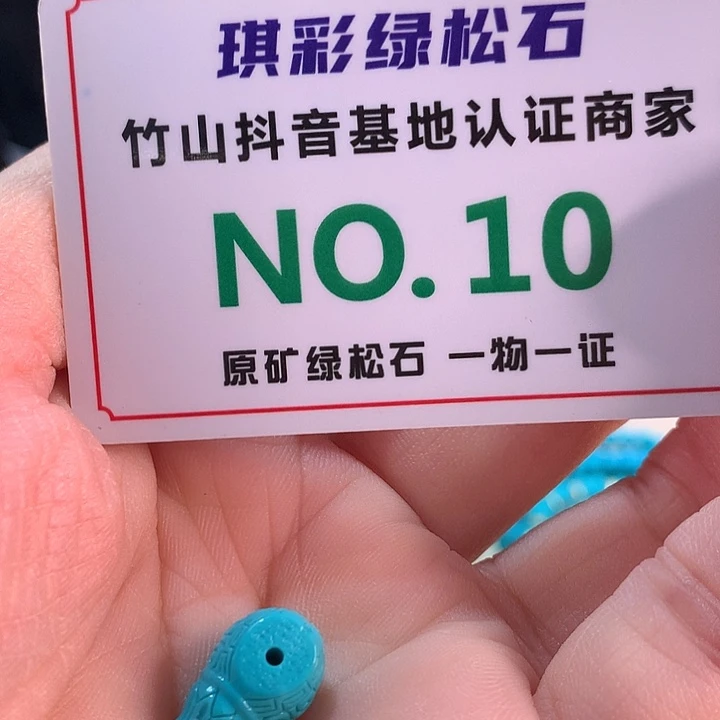 琪彩绿松石
竹山抖音基地认证商家
NO.10
原矿绿松石 一物一证